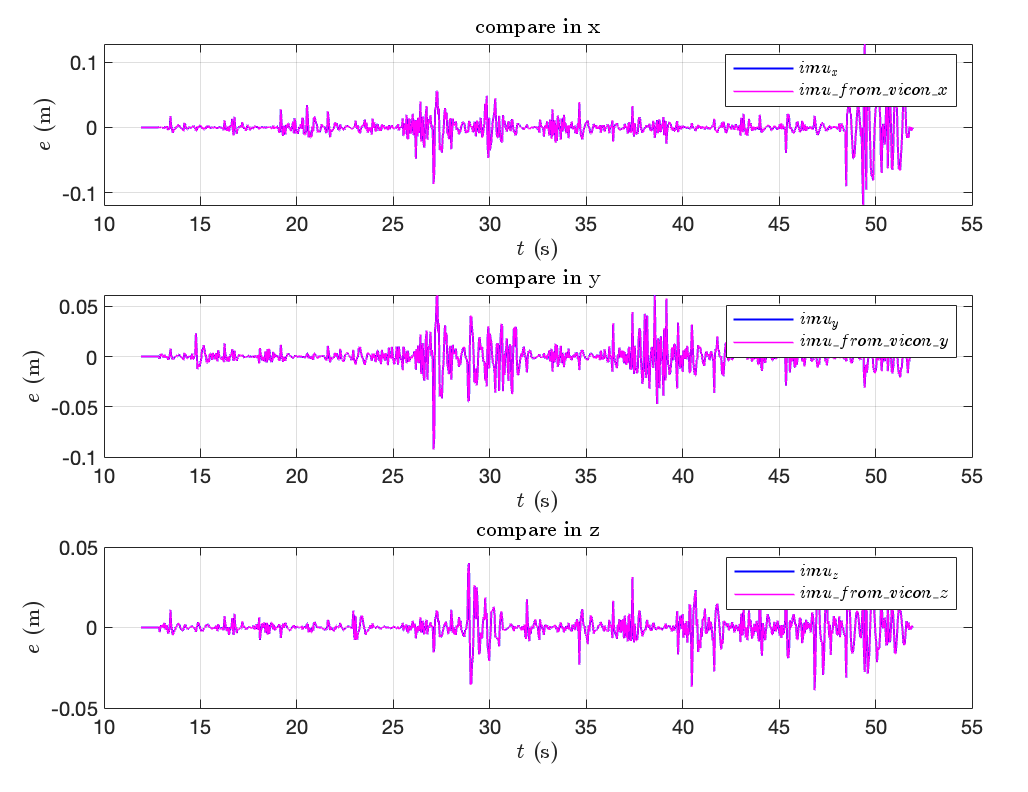 compare in x
0.1
0
-0.1
e (m)
imu_x
imu_from_vicon_x
10 15 20 25 30 35 40 45 50 55
t (s)
compare in y
0.05
0
-0.05
-0.1
e (m)
imu_y
imu_from_vicon_y
10 15 20 25 30 35 40 45 50 55
t (s)
compare in z
0.05
0
-0.05
e (m)
imu_z
imu_from_vicon_z
10 15 20 25 30 35 40 45 50 55
t (s)